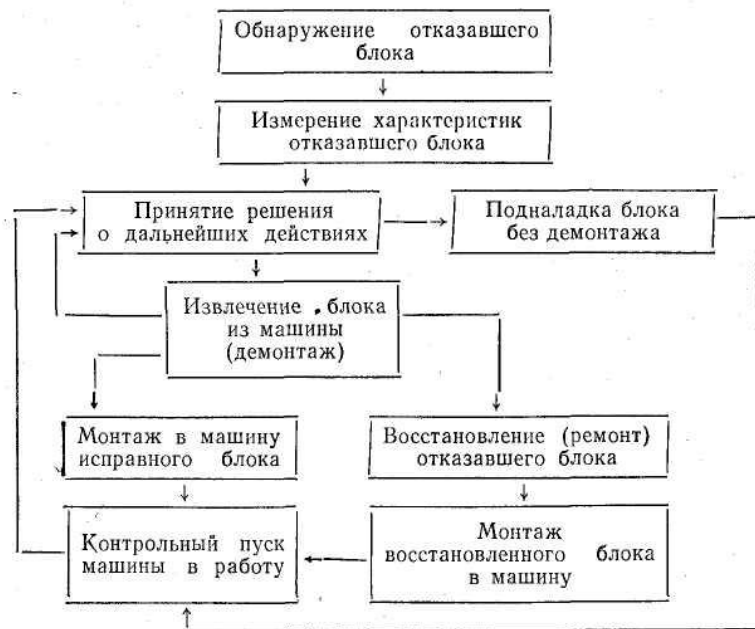 Обнаружение отказавшего
блока
Измерение характеристик
отказавшего блока
Принятие решения
о дальнейших действиях
Подналадка блока
без демонтажа
Извлечение блока
из машины
(демонтаж)
Монтаж в машину
исправного блока
Восстановление (ремонт)
отказавшего блока
Контрольный пуск
машины в работу
Монтаж
восстановленного блока
в машину